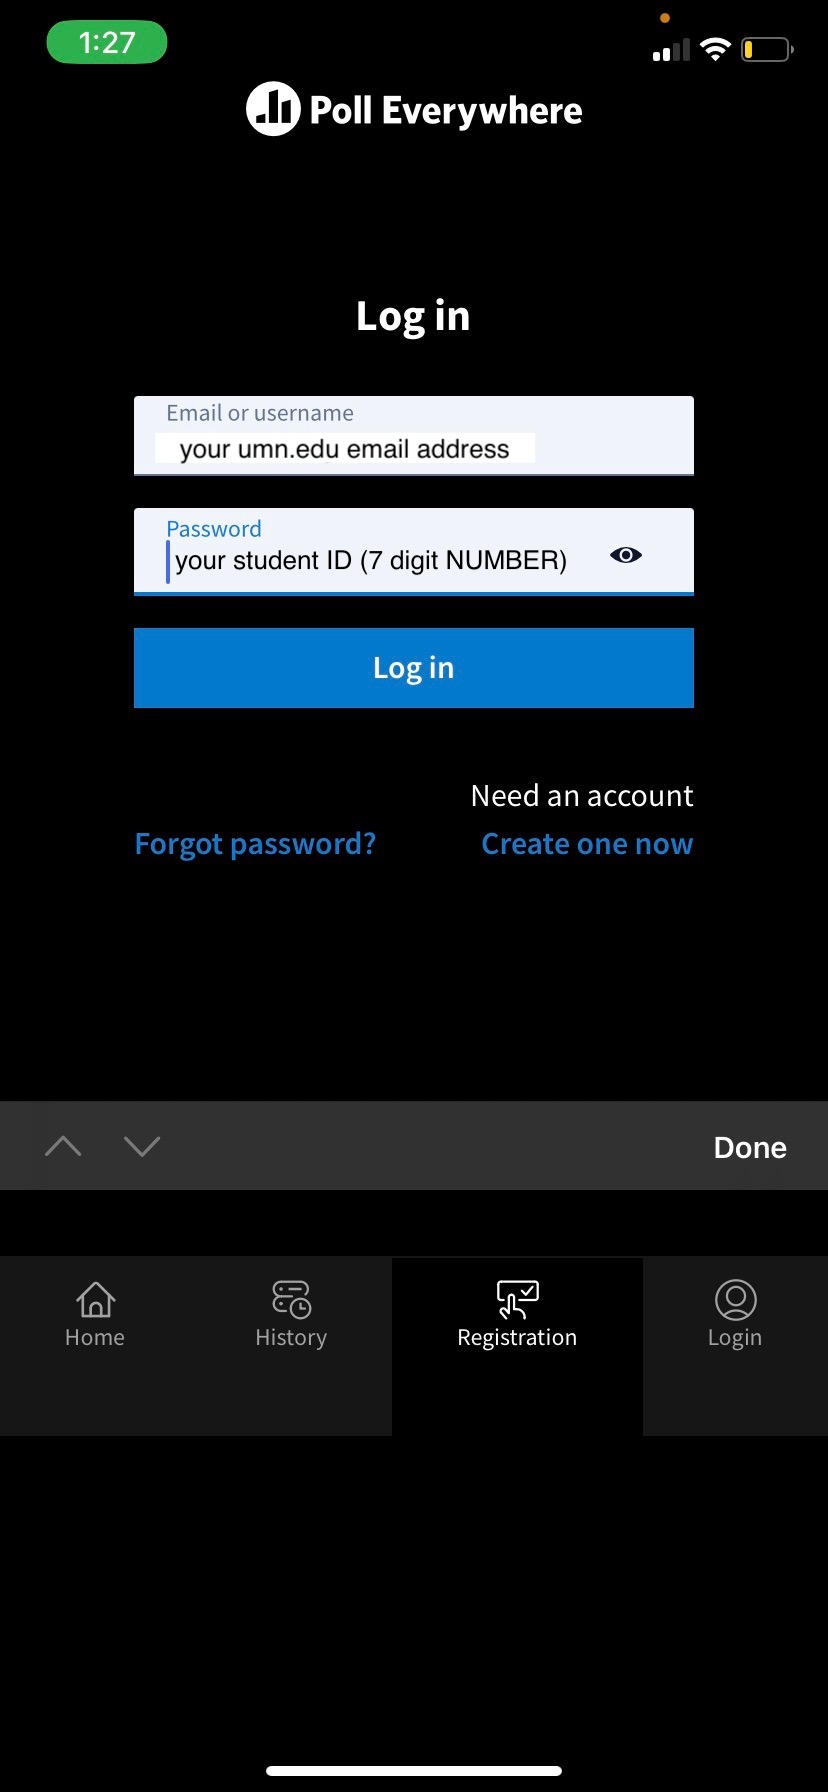 1:27
Poll Everywhere
Log in
Email or username
your umn.edu email address
Password
your student ID (7 digit NUMBER)
Log in
Need an account
Forgot password? Create one now
Done
Home History Registration Login